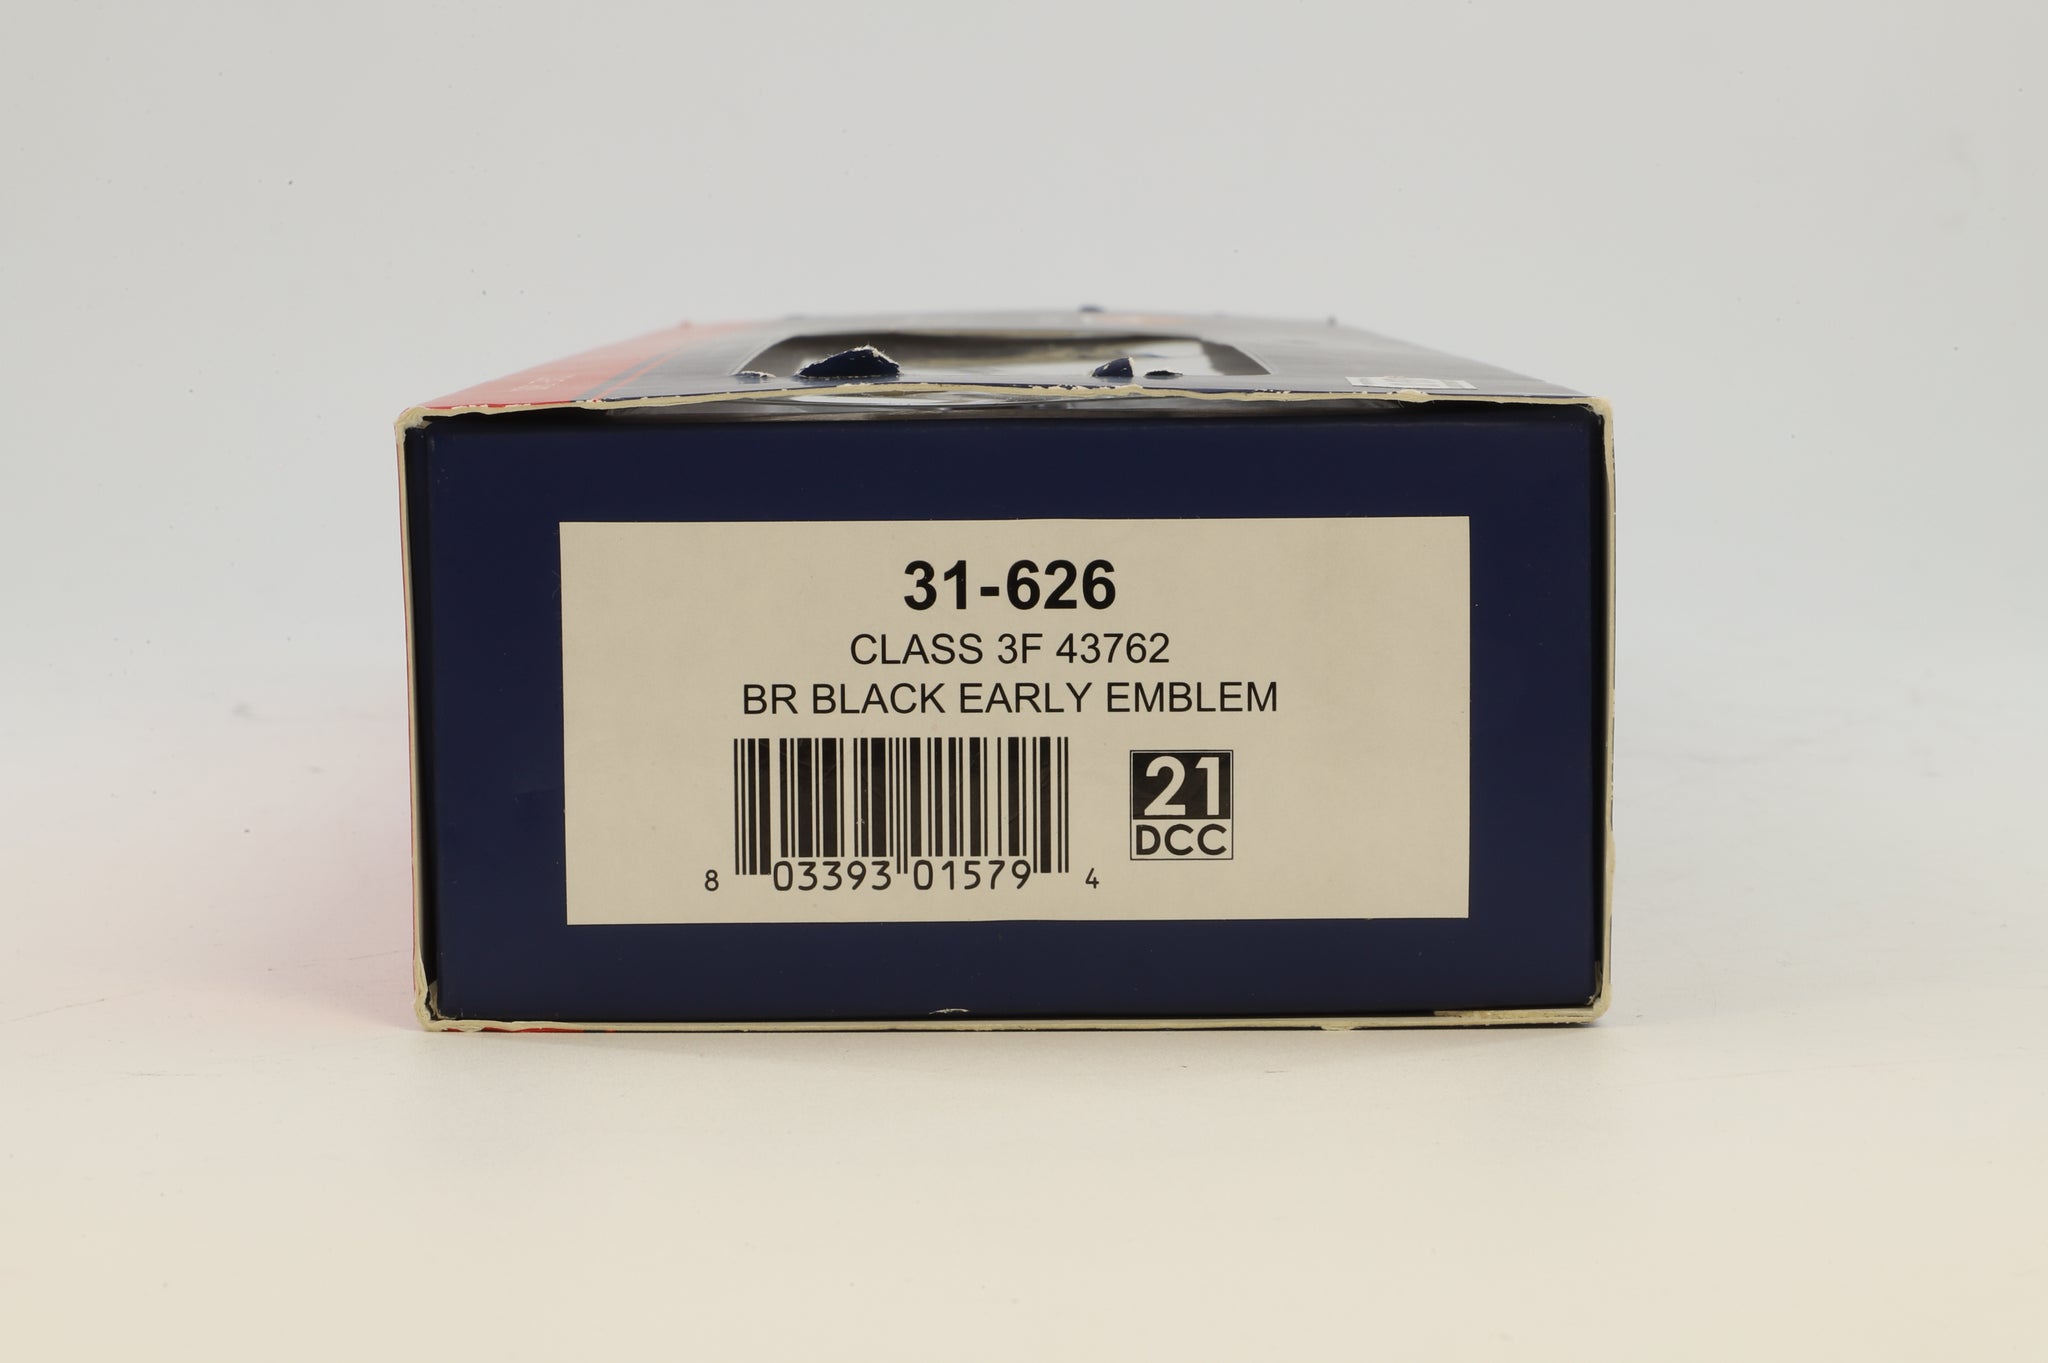 31-626
CLASS 3F 43762
BR BLACK EARLY EMBLEM
21
DCC
8 03393 01579 4